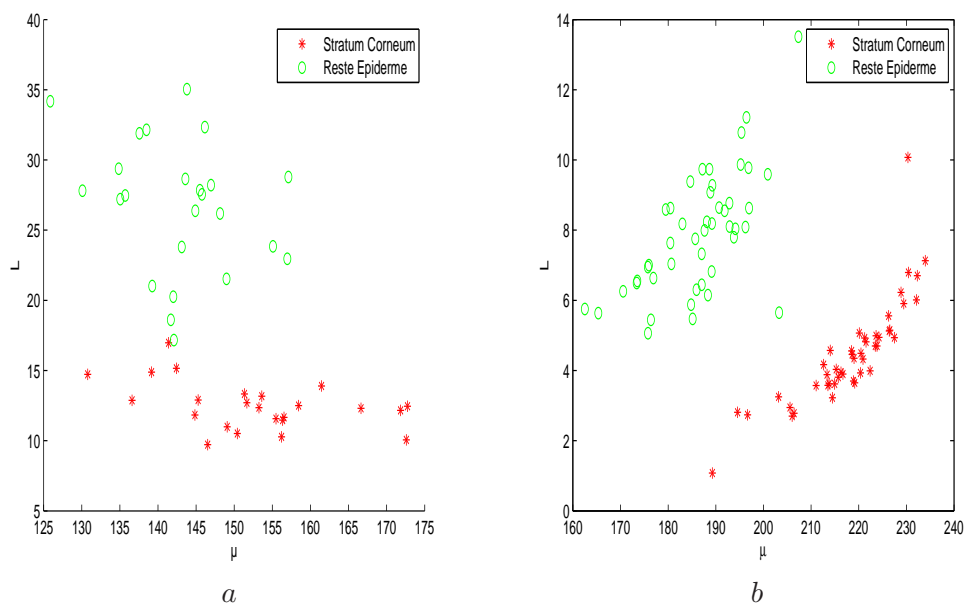 40
35
30
25
20
15
10
5
L
125 130 135 140 145 150 155 160 165 170 175
μ
Stratum Corneum
Reste Epiderme
a
14
12
10
8
6
4
2
0
L
160 170 180 190 200 210 220 230 240
μ
Stratum Corneum
Reste Epiderme
b